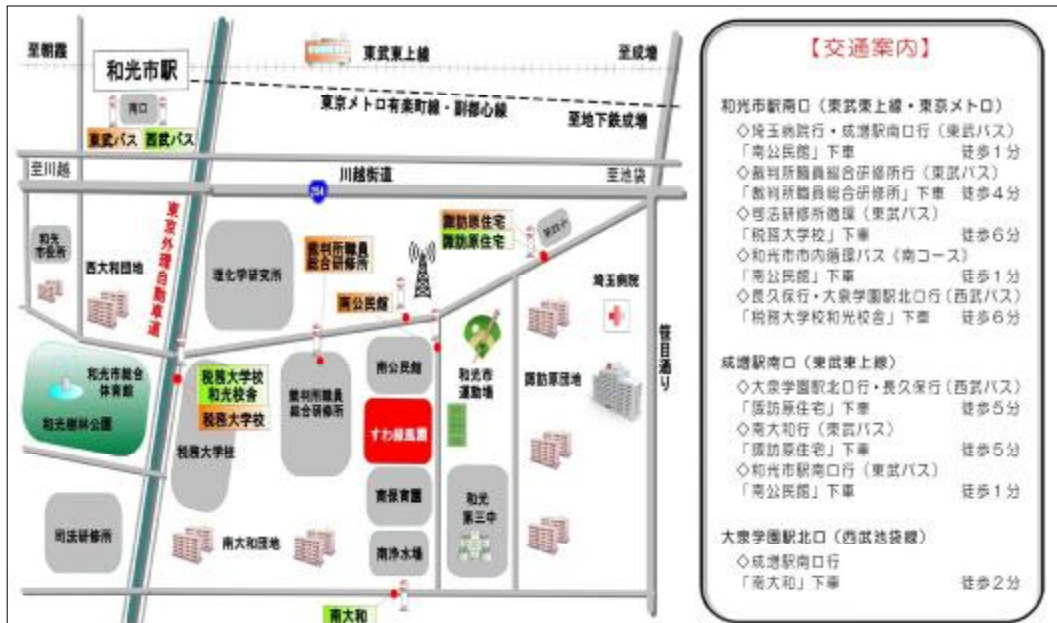 至朝霞
東武東上線
至成増
和光市駅
南口
東京メトロ有楽町線・副都心線
至地下鉄成増
東武バス
西武バス
至川越
川越街道
至池袋
254
東京外環自動車道
和光
市役所
西大和団地
理化学研究所
裁判所職員
総合研修所
諏訪原住宅
諏訪原住宅
第四小
南公民館
埼玉病院
笹目通り
和光市総合
体育館
和光樹林公園
税務大学校
和光校舎
税務大学校
税務大学校
裁判所職員
総合研修所
南公民館
和光市
運動場
諏訪原団地
すわ緑風園
南保育園
和光
第三中
司法研修所
南大和団地
南浄水場
南大和
【交通案内】
和光市駅南口（東武東上線・東京メトロ）
◇埼玉病院行・成増駅南口行（東武バス）
「南公民館」下車 徒歩1分
◇裁判所職員総合研修所行（東武バス）
「裁判所職員総合研修所」下車 徒歩4分
◇司法研修所循環（東武バス）
「税務大学校」下車 徒歩6分
◇和光市市内循環バス《南コース》
「南公民館」下車 徒歩1分
◇長久保行・大泉学園駅北口行（西武バス）
「税務大学校和光校舎」下車 徒歩6分
成増駅南口（東武東上線）
◇大泉学園駅北口行・長久保行（西武バス）
「諏訪原住宅」下車 徒歩5分
◇南大和行（東武バス）
「諏訪原住宅」下車 徒歩5分
◇和光市駅南口行（東武バス）
「南公民館」下車 徒歩1分
大泉学園駅北口（西武池袋線）
◇成増駅南口行
「南大和」下車 徒歩2分